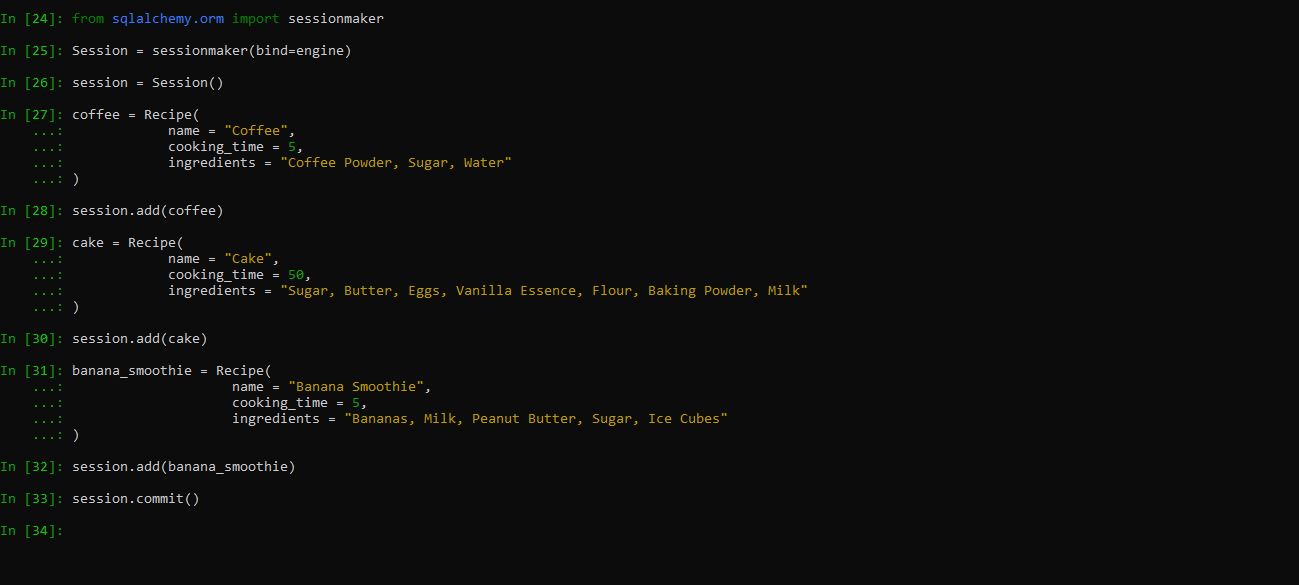 In [24]: from sqlalchemy.orm import sessionmaker
In [25]: Session = sessionmaker(bind=engine)
In [26]: session = Session()
In [27]: coffee = Recipe(
    ...:             name = "Coffee",
    ...:             cooking_time = 5,
    ...:             ingredients = "Coffee Powder, Sugar, Water"
    ...: )
In [28]: session.add(coffee)
In [29]: cake = Recipe(
    ...:             name = "Cake",
    ...:             cooking_time = 50,
    ...:             ingredients = "Sugar, Butter, Eggs, Vanilla Essence, Flour, Baking Powder, Milk"
    ...: )
In [30]: session.add(cake)
In [31]: banana_smoothie = Recipe(
    ...:                     name = "Banana Smoothie",
    ...:                     cooking_time = 5,
    ...:                     ingredients = "Bananas, Milk, Peanut Butter, Sugar, Ice Cubes"
    ...: )
In [32]: session.add(banana_smoothie)
In [33]: session.commit()
In [34]: